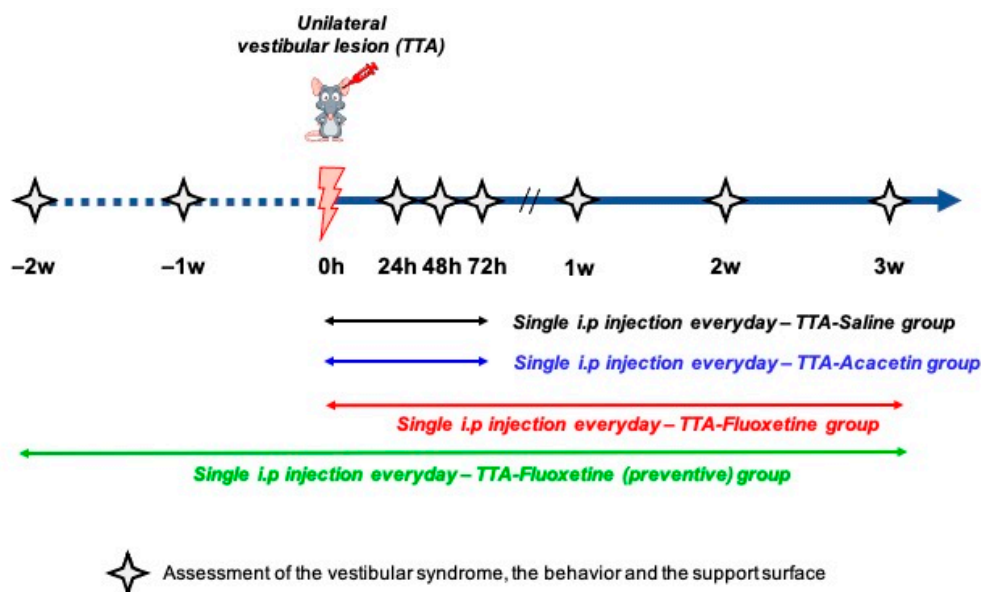 Unilateral
vestibular lesion (TTA)
–2w –1w 0h 24h 48h 72h 1w 2w 3w
Single i.p injection everyday – TTA-Saline group
Single i.p injection everyday – TTA-Acacetin group
Single i.p injection everyday – TTA-Fluoxetine group
Single i.p injection everyday – TTA-Fluoxetine (preventive) group
Assessment of the vestibular syndrome, the behavior and the support surface